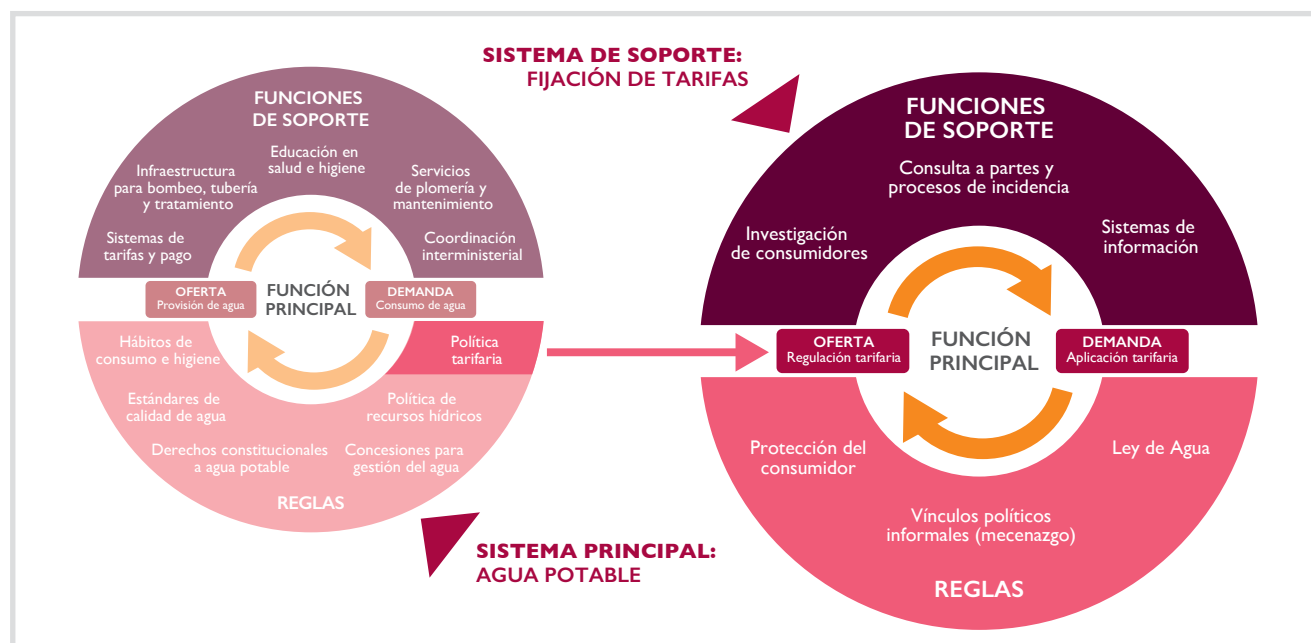 SISTEMA DE SOPORTE:
FIJACIÓN DE TARIFAS
FUNCIONES
DE SOPORTE
Educación en
salud e higiene
Infraestructura
para bombeo, tubería
y tratamiento
Servicios
de plomería y
mantenimiento
Sistemas de
tarifas y pago
Coordinación
interministerial
OFERTA
Provisión de agua
FUNCIÓN
PRINCIPAL
DEMANDA
Consumo de agua
Hábitos de
consumo e higiene
Política
tarifaria
Estándares de
calidad de agua
Política de
recursos hídricos
Derechos constitucionales
a agua potable
Concesiones para
gestión del agua
REGLAS
SISTEMA PRINCIPAL:
AGUA POTABLE
FUNCIONES
DE SOPORTE
Consulta a partes y
procesos de incidencia
Investigación
de consumidores
Sistemas de
información
OFERTA
Regulación tarifaria
FUNCIÓN
PRINCIPAL
DEMANDA
Aplicación tarifaria
Protección del
consumidor
Ley de Agua
Vínculos políticos
informales (mecenazgo)
REGLAS